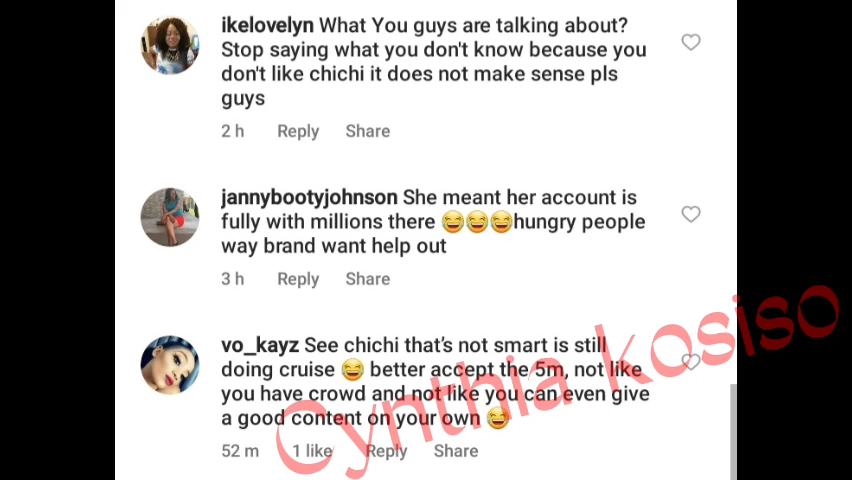 ikelovelyn What You guys are talking about?
Stop saying what you don't know because you
don't like chichi it does not make sense pls
guys
2 h Reply Share
jannybootyjohnson She meant her account is
fully with millions there 😂😂😂hungry people
way brand want help out
3 h Reply Share
vo_kayz See chichi that's not smart is still
doing cruise 😂 better accept the 5m, not like
you have crowd and not like you can even give
a good content on your own 😂
52 m 1 like Reply Share
Cynthia kosiso